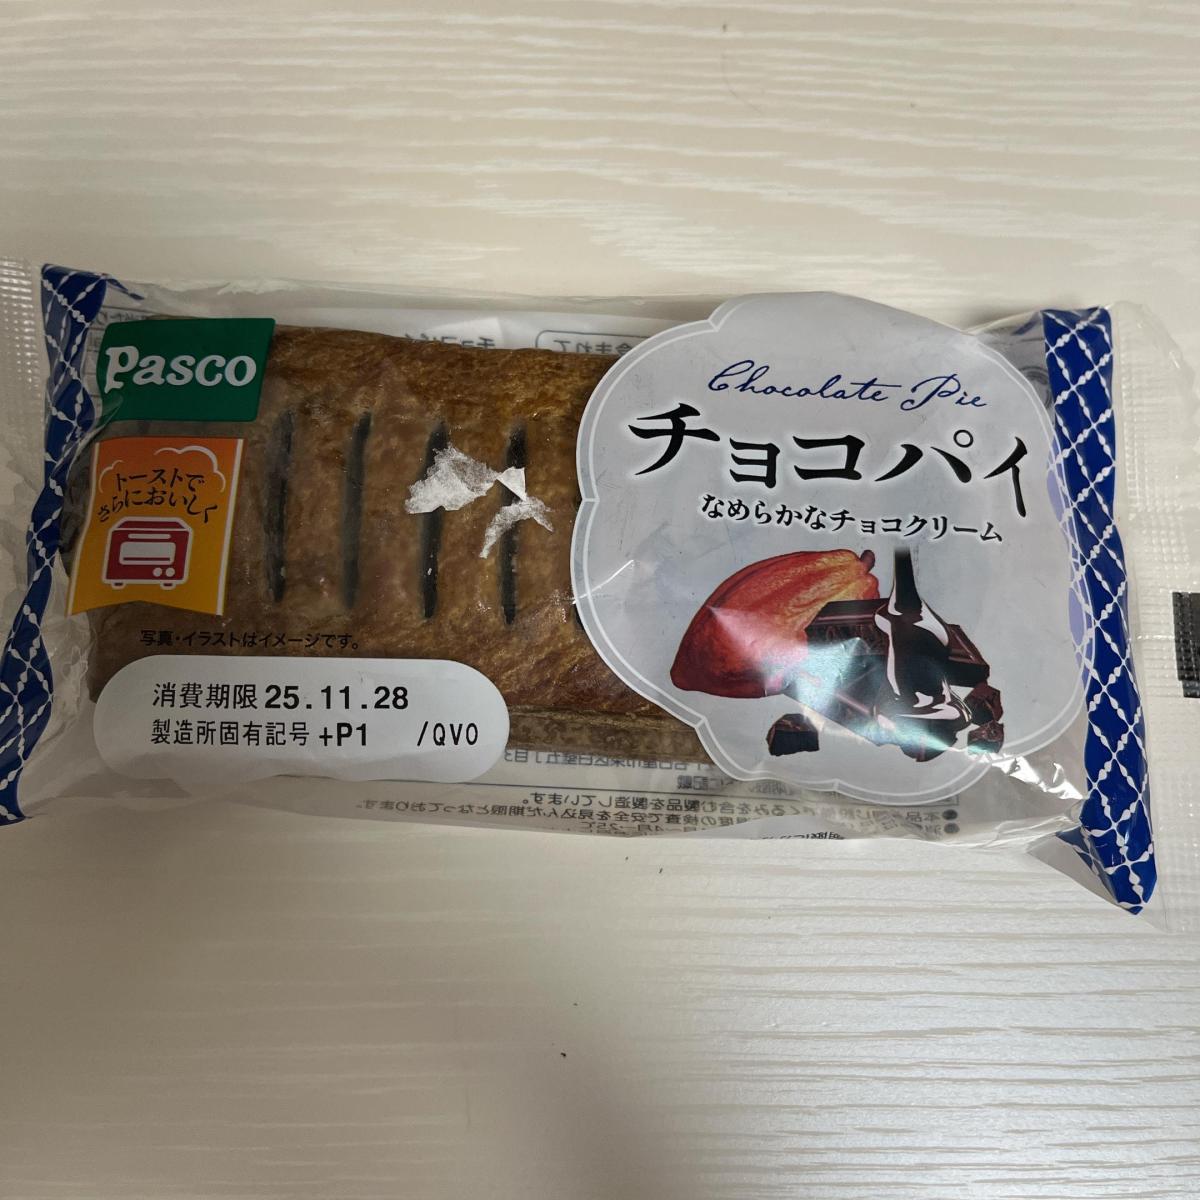 Pasco
トーストで
さらにおいしく
Chocolate Pie
チョコパイ
なめらかなチョコクリーム
写真・イラストはイメージです。
消費期限 25.11.28
製造所固有記号 +P1 /QV0